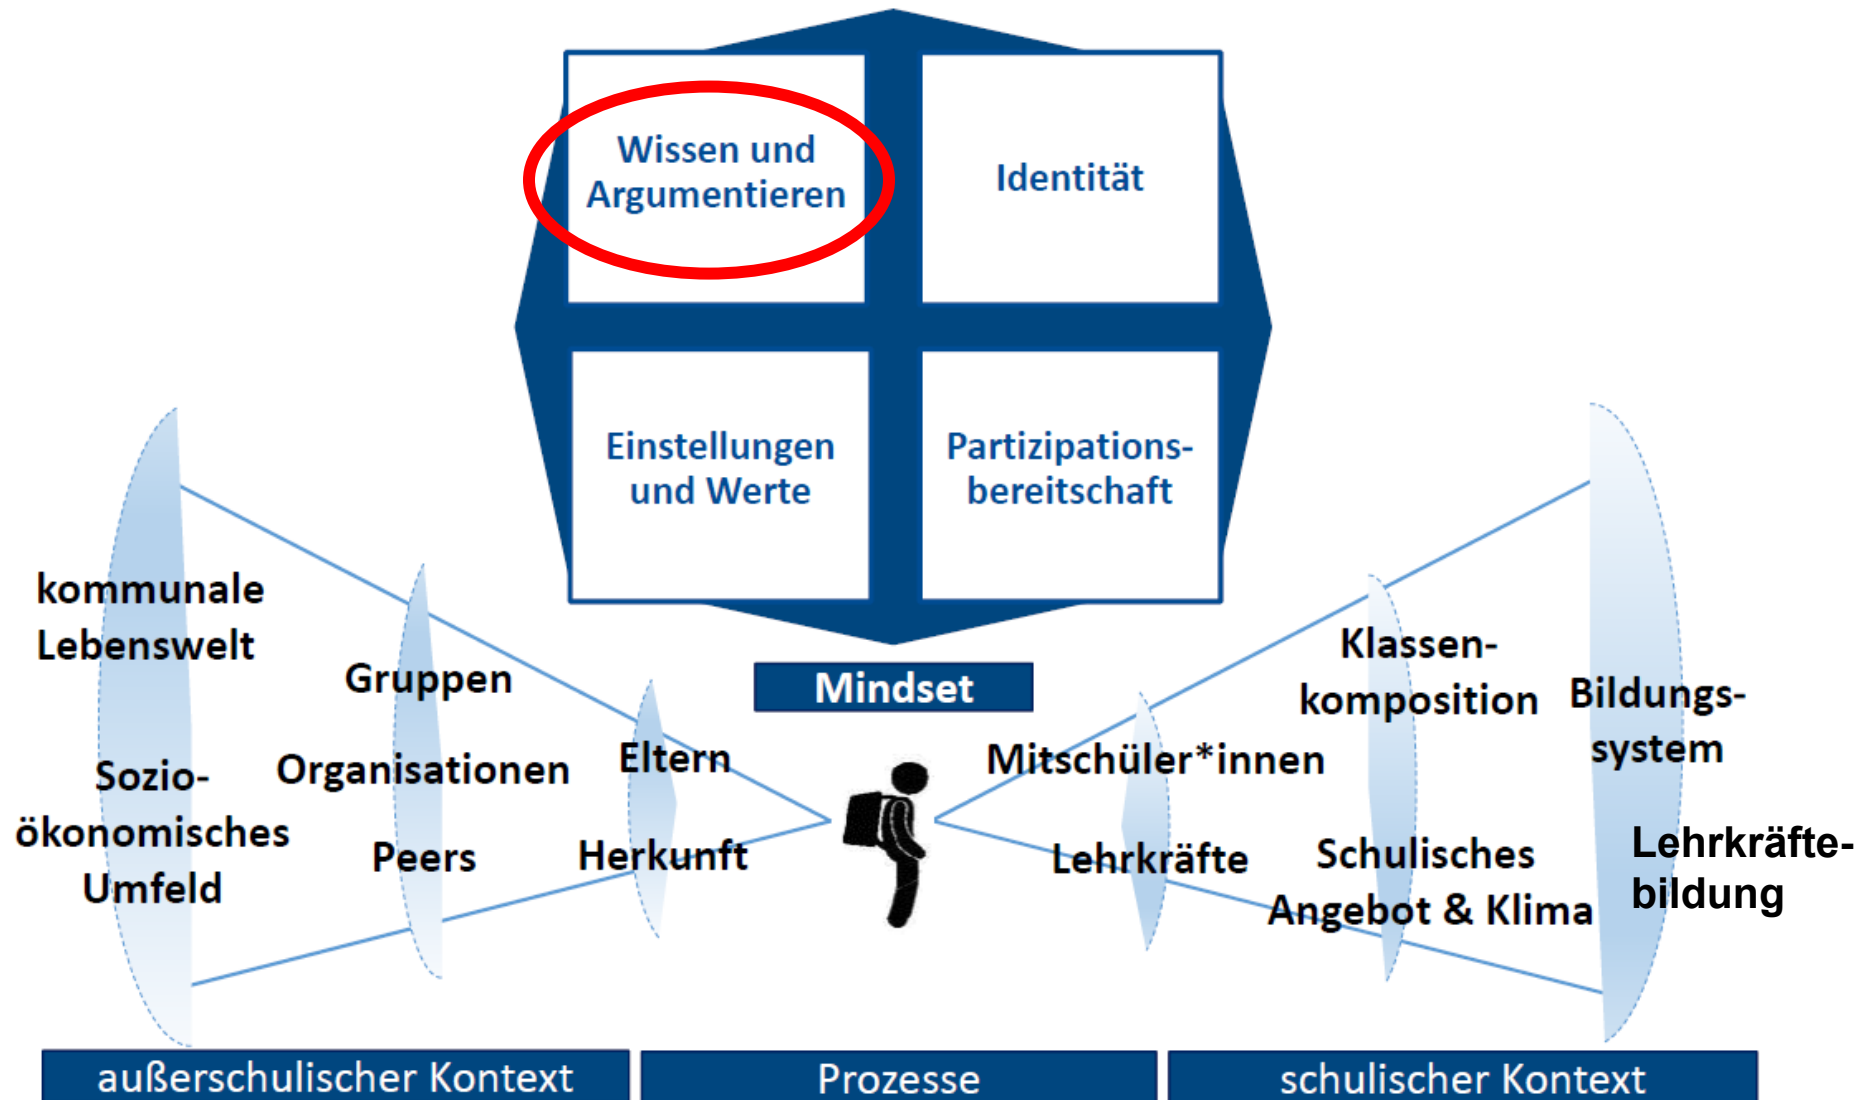 Wissen und
Argumentieren
Identität
Einstellungen
und Werte
Partizipations-
bereitschaft
Mindset
kommunale
Lebenswelt
Sozio-
ökonomisches
Umfeld
Gruppen
Organisationen
Peers
Eltern
Herkunft
Mitschüler*innen
Lehrkräfte
Klassen-
komposition
Schulisches
Angebot & Klima
Bildungs-
system
Lehrkräfte-
bildung
außerschulischer Kontext
Prozesse
schulischer Kontext